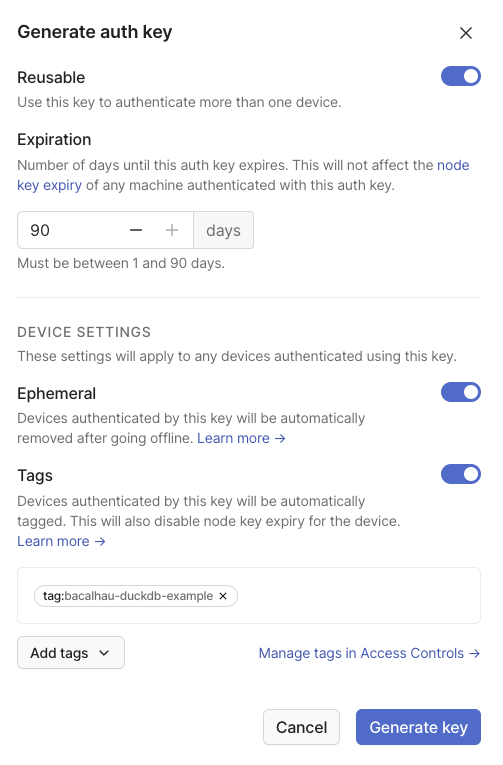 Generate auth key
Reusable
Use this key to authenticate more than one device.
Expiration
Number of days until this auth key expires. This will not affect the node
key expiry of any machine authenticated with this auth key.
90 days
Must be between 1 and 90 days.
DEVICE SETTINGS
These settings will apply to any devices authenticated using this key.
Ephemeral
Devices authenticated by this key will be automatically
removed after going offline. Learn more →
Tags
Devices authenticated by this key will be automatically
tagged. This will also disable node key expiry for the device.
Learn more →
tag:bacalhau-duckdb-example ×
Add tags
Manage tags in Access Controls →
Cancel
Generate key